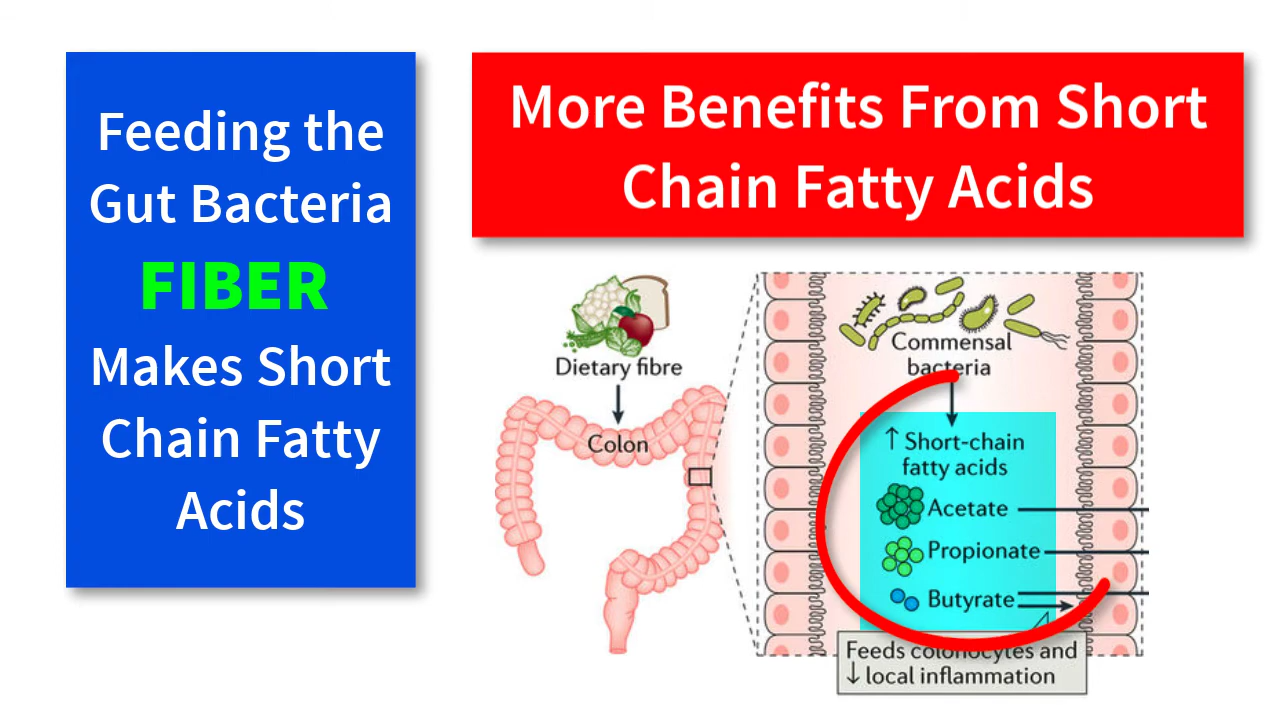 Feeding the
Gut Bacteria
FIBER
Makes Short
Chain Fatty
Acids
More Benefits From Short
Chain Fatty Acids
Dietary fibre
Colon
Commensal
bacteria
↑ Short-chain
fatty acids
Acetate
Propionate
Butyrate
Feeds colonocytes and
↓ local inflammation